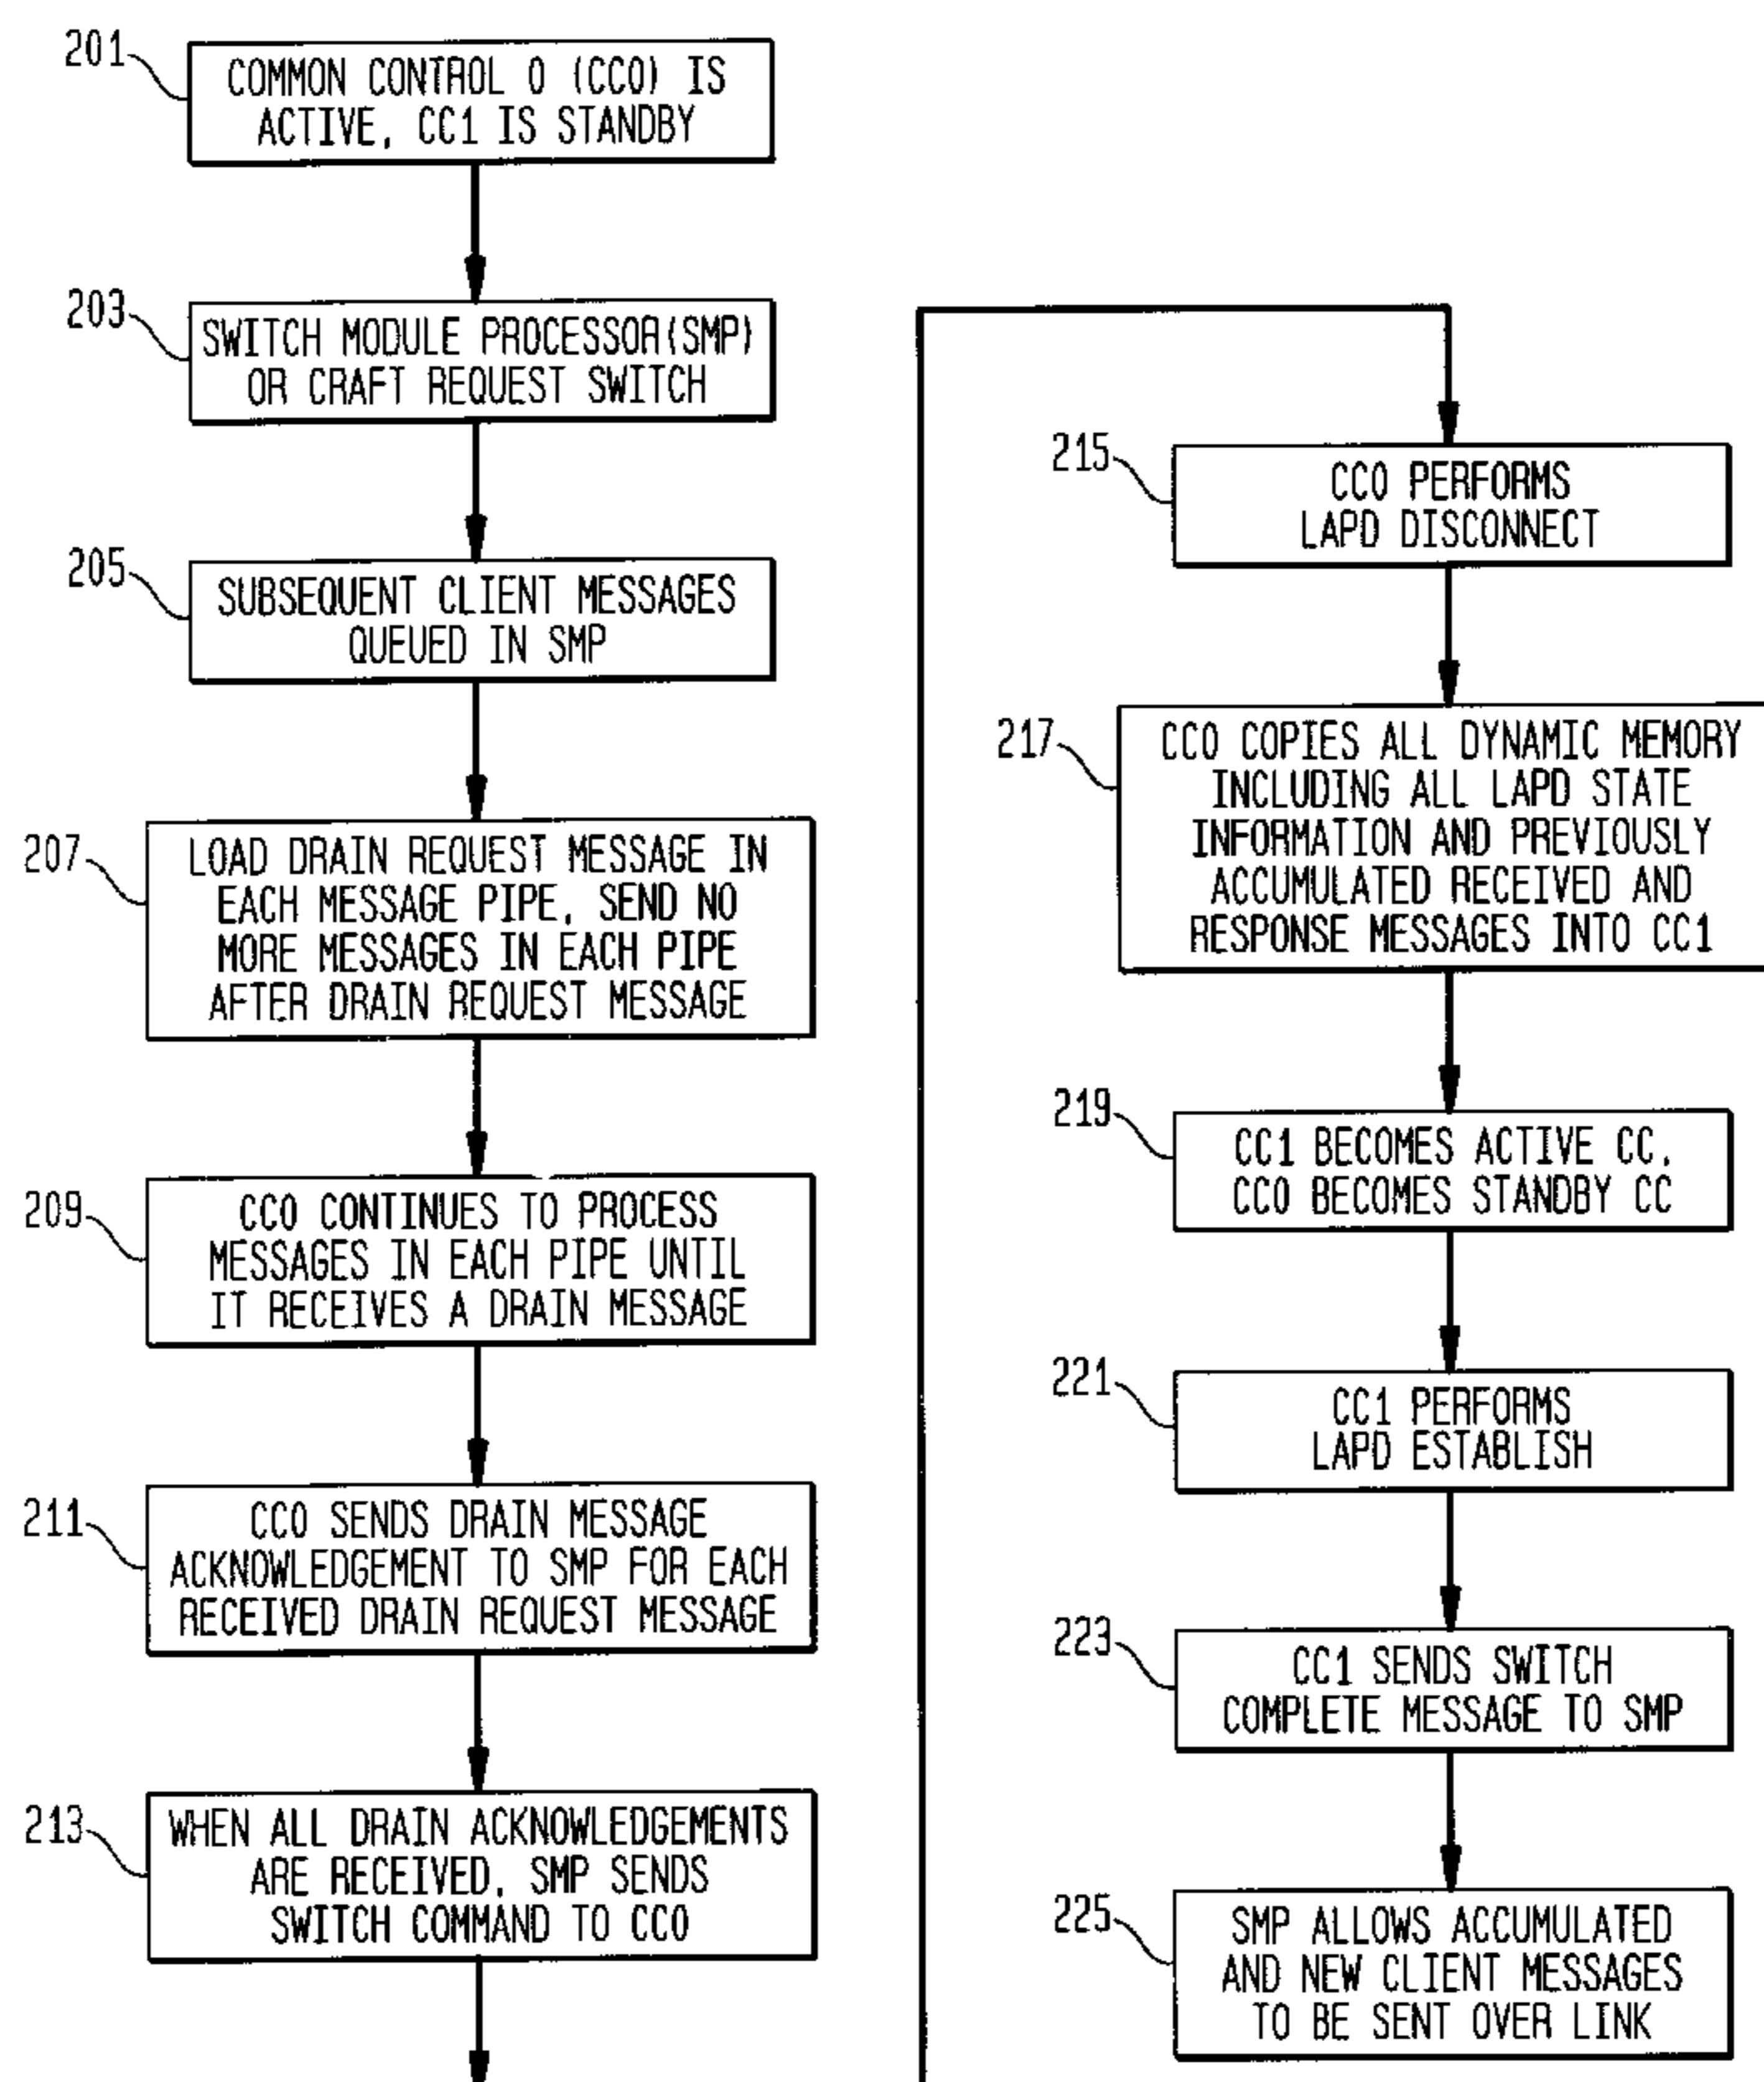 201
COMMON CONTROL 0 (CC0) IS
ACTIVE, CC1 IS STANDBY
203
SWITCH MODULE PROCESSOR(SMP)
OR CRAFT REQUEST SWITCH
205
SUBSEQUENT CLIENT MESSAGES
QUEUED IN SMP
207
LOAD DRAIN REQUEST MESSAGE IN
EACH MESSAGE PIPE, SEND NO
MORE MESSAGES IN EACH PIPE
AFTER DRAIN REQUEST MESSAGE
209
CC0 CONTINUES TO PROCESS
MESSAGES IN EACH PIPE UNTIL
IT RECEIVES A DRAIN MESSAGE
211
CC0 SENDS DRAIN MESSAGE
ACKNOWLEDGEMENT TO SMP FOR EACH
RECEIVED DRAIN REQUEST MESSAGE
213
WHEN ALL DRAIN ACKNOWLEDGEMENTS
ARE RECEIVED, SMP SENDS
SWITCH COMMAND TO CC0
215
CC0 PERFORMS
LAPD DISCONNECT
217
CC0 COPIES ALL DYNAMIC MEMORY
INCLUDING ALL LAPD STATE
INFORMATION AND PREVIOUSLY
ACCUMULATED RECEIVED AND
RESPONSE MESSAGES INTO CC1
219
CC1 BECOMES ACTIVE CC,
CC0 BECOMES STANDBY CC
221
CC1 PERFORMS
LAPD ESTABLISH
223
CC1 SENDS SWITCH
COMPLETE MESSAGE TO SMP
225
SMP ALLOWS ACCUMULATED
AND NEW CLIENT MESSAGES
TO BE SENT OVER LINK